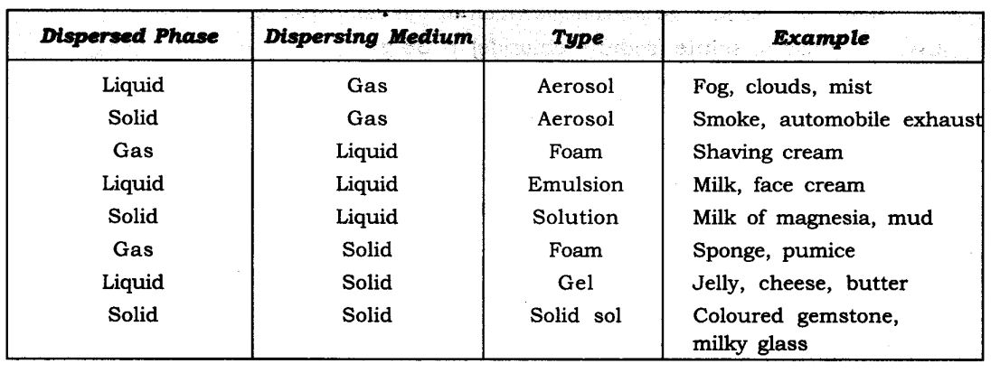 Dispersed Phase Dispersing Medium Type Example
Liquid Gas Aerosol Fog, clouds, mist
Solid Gas Aerosol Smoke, automobile exhaust
Gas Liquid Foam Shaving cream
Liquid Liquid Emulsion Milk, face cream
Solid Liquid Solution Milk of magnesia, mud
Gas Solid Foam Sponge, pumice
Liquid Solid Gel Jelly, cheese, butter
Solid Solid Solid sol Coloured gemstone,
milky glass